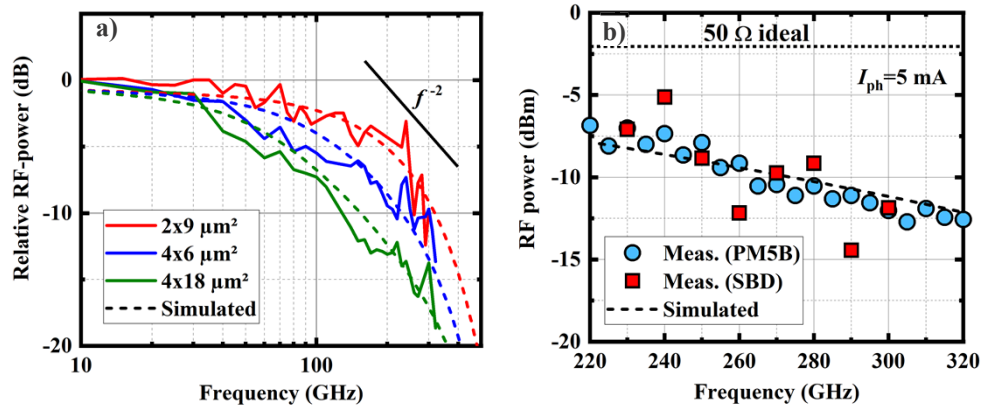 a)
Relative RF-power (dB)
0
-10
-20
f⁻²
2x9 µm²
4x6 µm²
4x18 µm²
Simulated
10
100
Frequency (GHz)
b)
RF power (dBm)
-0
-5
-10
-15
-20
50 Ω ideal
Iph=5 mA
Meas. (PM5B)
Meas. (SBD)
Simulated
220 240 260 280 300 320
Frequency (GHz)